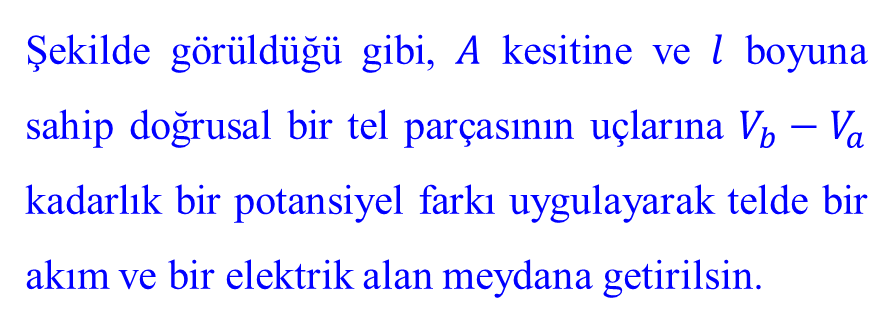 Şekilde görüldüğü gibi, A kesitine ve l boyuna
sahip doğrusal bir tel parçasının uçlarına V_b − V_a
kadarlık bir potansiyel farkı uygulayarak telde bir
akım ve bir elektrik alan meydana getirilsin.